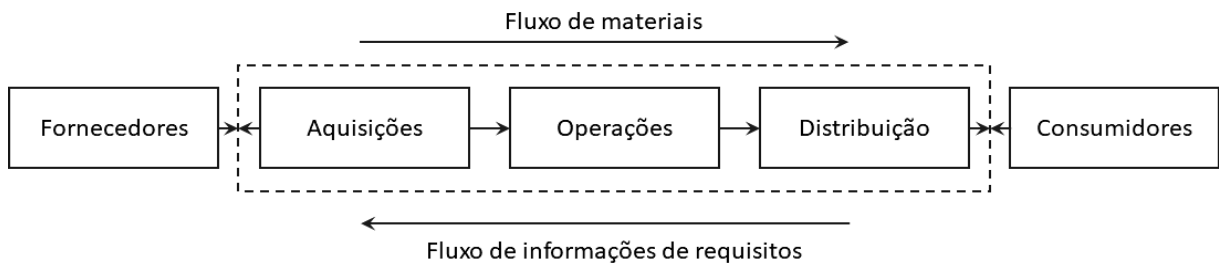 Fluxo de materiais
Fornecedores
Aquisições
Operações
Distribuição
Consumidores
Fluxo de informações de requisitos